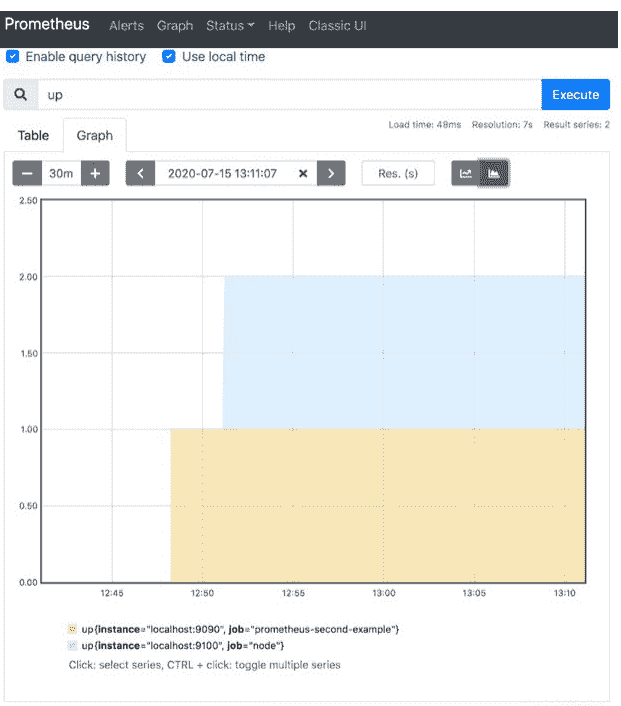 Prometheus Alerts Graph Status Help Classic UI
Enable query history Use local time
up Execute
Load time: 48ms Resolution: 7s Result series: 2
Table Graph
− 30m + < 2020-07-15 13:11:07 × > Res. (s)
2.50
2.00
1.50
1.00
0.50
0.00
12:45 12:50 12:55 13:00 13:05 13:10
up{instance="localhost:9090", job="prometheus-second-example"}
up{instance="localhost:9100", job="node"}
Click: select series, CTRL + click: toggle multiple series